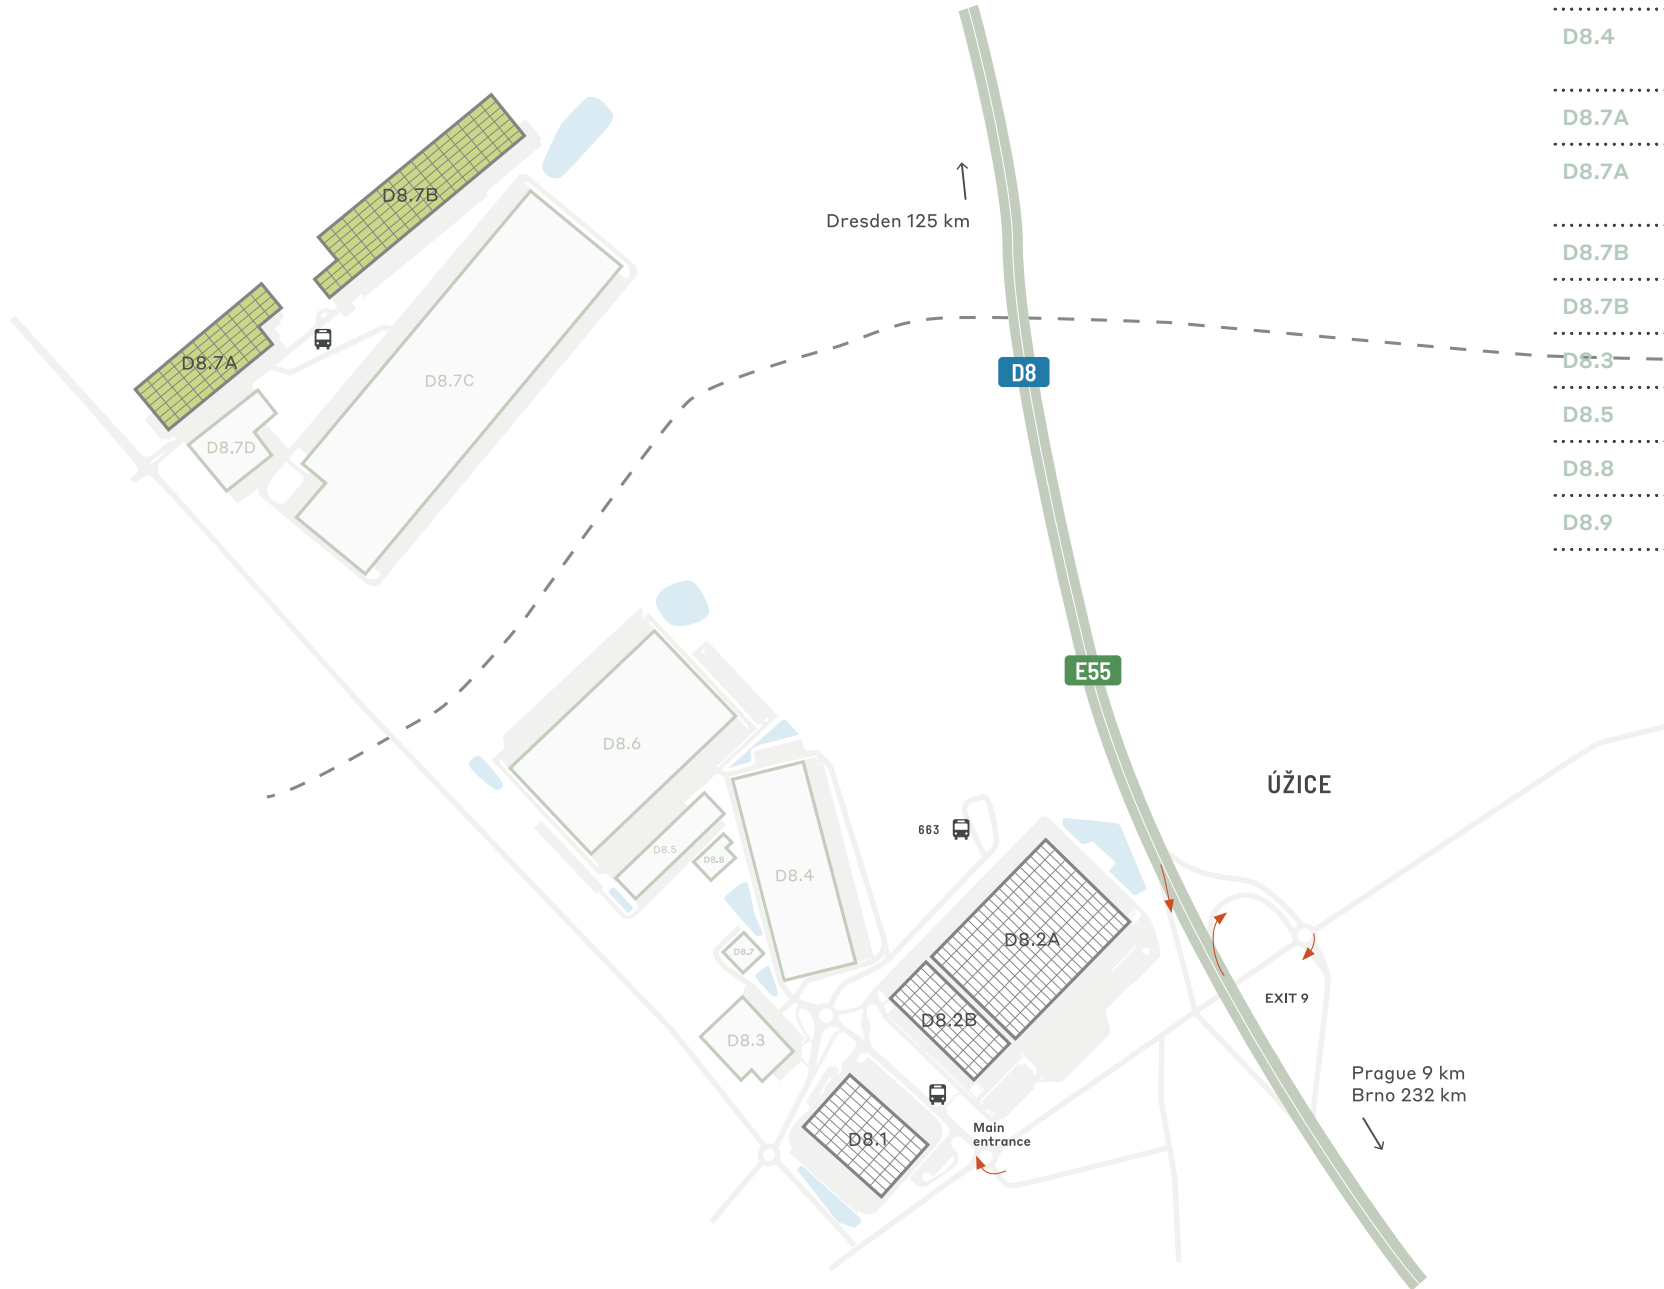 D8.4
D8.7A
D8.7A
D8.7B
D8.7B
D8.3
D8.5
D8.8
D8.9
D8.7B
Dresden 125 km
D8.7A
D8.7C
D8
D8.7D
E55
D8.6
ÚŽICE
663
D8.5
D8.8
D8.4
D8.2A
D8.7
EXIT 9
D8.2B
D8.3
Prague 9 km
Brno 232 km
Main
entrance
D8.1